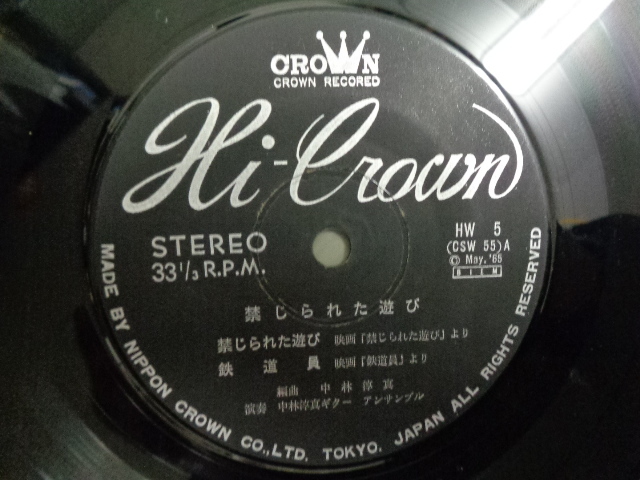 CROWN
CROWN RECORED
Hi-Crown
STEREO
33 1/3 R.P.M.
HW 5
(CSW 55)A
© May, '65
BIEM
禁じられた遊び
禁じられた遊び 映画『禁じられた遊び』より
鉄道員 映画『鉄道員』より
編曲 中林淳真
演奏 中林淳真ギター アンサンブル
MADE BY NIPPON CROWN CO.,LTD. TOKYO, JAPAN ALL RIGHTS RESERVED